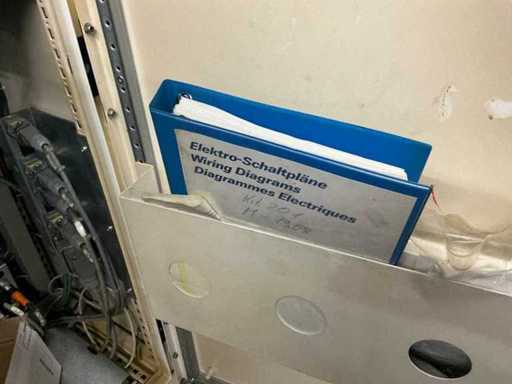 Elektro-Schaltpläne
Wiring Diagrams
Diagrammes Electriques